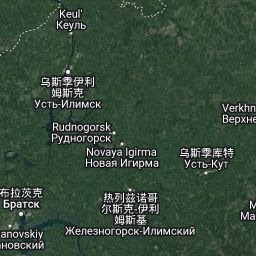 Keul'
Кеуль
乌斯季伊利
姆斯克
Усть-Илимск
Rudnogorsk
Рудногорск
Verkhn
Верхне
Novaya Igirma
Новая Игирма
乌斯季库特
Усть-Кут
布拉茨克
Братск
热列兹诺哥
尔斯克-伊利
姆斯基
Железногорск-Илимский
anovskiy
ановский
М